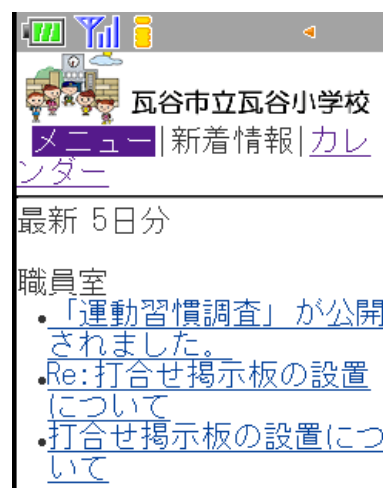 瓦谷市立瓦谷小学校
メニュー|新着情報|カレ
ンダー
最新 5日分
職員室
・「運動習慣調査」 が公開
されました。
・Re:打合せ掲示板の設置
について
・打合せ掲示板の設置につ
いて